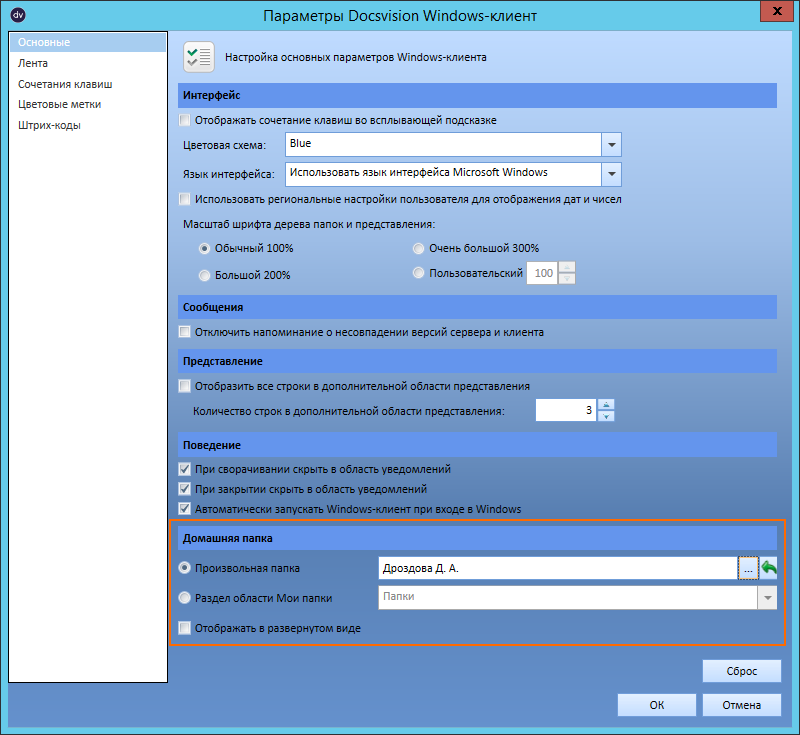 dv
Параметры Docsvision Windows-клиент
x
Основные
Лента
Сочетания клавиш
Цветовые метки
Штрих-коды
Настройка основных параметров Windows-клиента
Интерфейс
Отображать сочетание клавиш во всплывающей подсказке
Цветовая схема: Blue
Язык интерфейса: Использовать язык интерфейса Microsoft Windows
Использовать региональные настройки пользователя для отображения дат и чисел
Масштаб шрифта дерева папок и представления:
Обычный 100% Очень большой 300%
Большой 200% Пользовательский 100
Сообщения
Отключить напоминание о несовпадении версий сервера и клиента
Представление
Отобразить все строки в дополнительной области представления
Количество строк в дополнительной области представления: 3
Поведение
При сворачивании скрыть в область уведомлений
При закрытии скрыть в область уведомлений
Автоматически запускать Windows-клиент при входе в Windows
Домашняя папка
Произвольная папка Дроздова Д. А. ...
Раздел области Мои папки Папки
Отображать в развернутом виде
Сброс
ОК Отмена